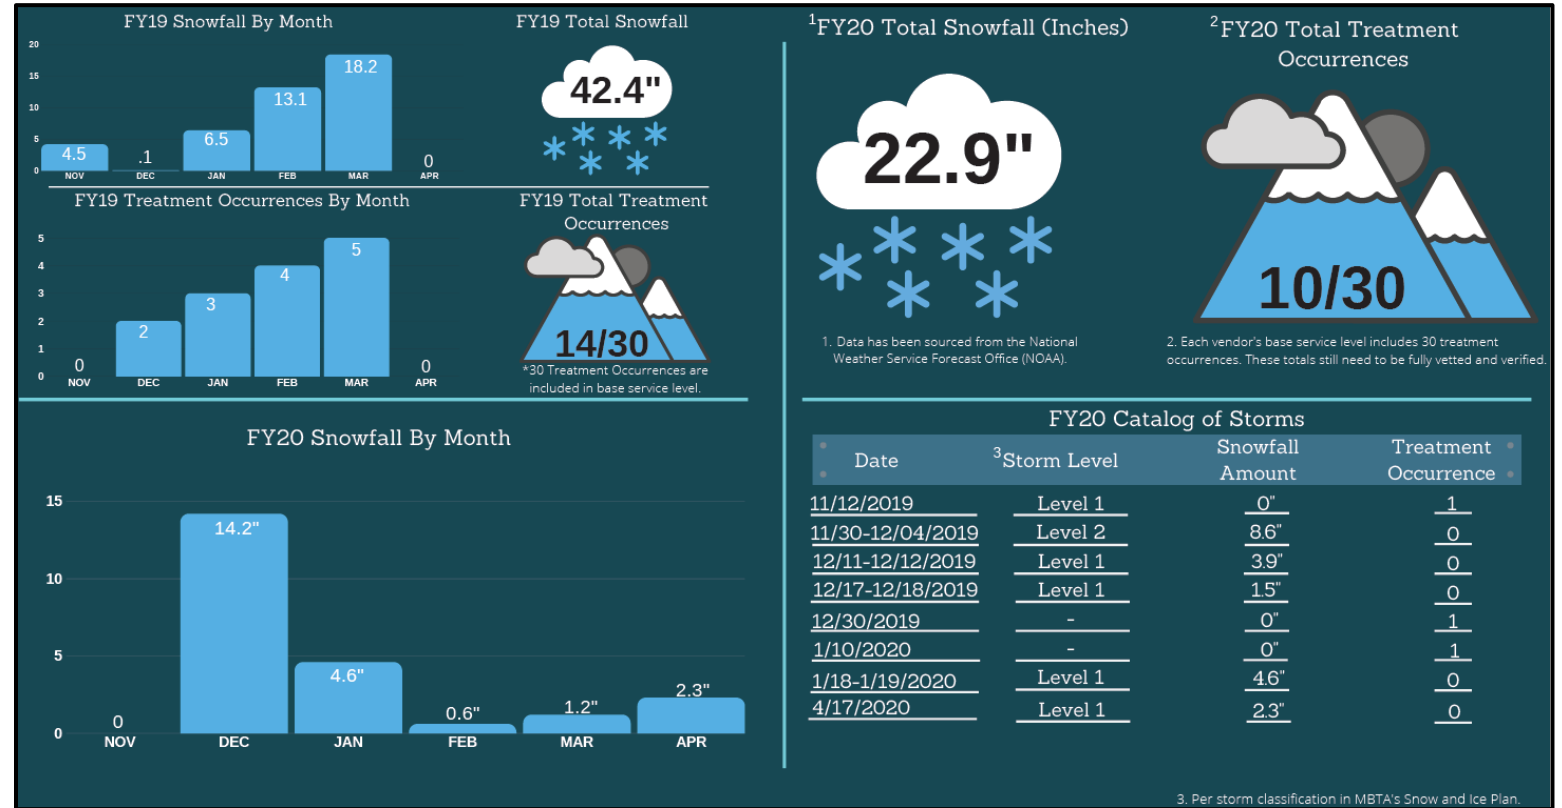 FY19 Snowfall By Month
20
15
10
5
0
4.5
.1
6.5
13.1
18.2
0
NOV
DEC
JAN
FEB
MAR
APR
FY19 Total Snowfall
42.4"
FY19 Treatment Occurrences By Month
5
4
3
2
1
0
0
2
3
4
5
0
NOV
DEC
JAN
FEB
MAR
APR
FY19 Total Treatment
Occurrences
14/30
*30 Treatment Occurrences are
included in base service level.
FY20 Snowfall By Month
15
10
5
0
0
14.2"
4.6"
0.6"
1.2"
2.3"
NOV
DEC
JAN
FEB
MAR
APR
¹FY20 Total Snowfall (Inches)
22.9"
1. Data has been sourced from the National
Weather Service Forecast Office (NOAA).
²FY20 Total Treatment
Occurrences
10/30
2. Each vendor's base service level includes 30 treatment
occurrences. These totals still need to be fully vetted and verified.
FY20 Catalog of Storms
Date ³Storm Level Snowfall Amount Treatment Occurrence
11/12/2019 Level 1 0" 1
11/30-12/04/2019 Level 2 8.6" 0
12/11-12/12/2019 Level 1 3.9" 0
12/17-12/18/2019 Level 1 1.5" 0
12/30/2019 - 0" 1
1/10/2020 - 0" 1
1/18-1/19/2020 Level 1 4.6" 0
4/17/2020 Level 1 2.3" 0
3. Per storm classification in MBTA's Snow and Ice Plan.